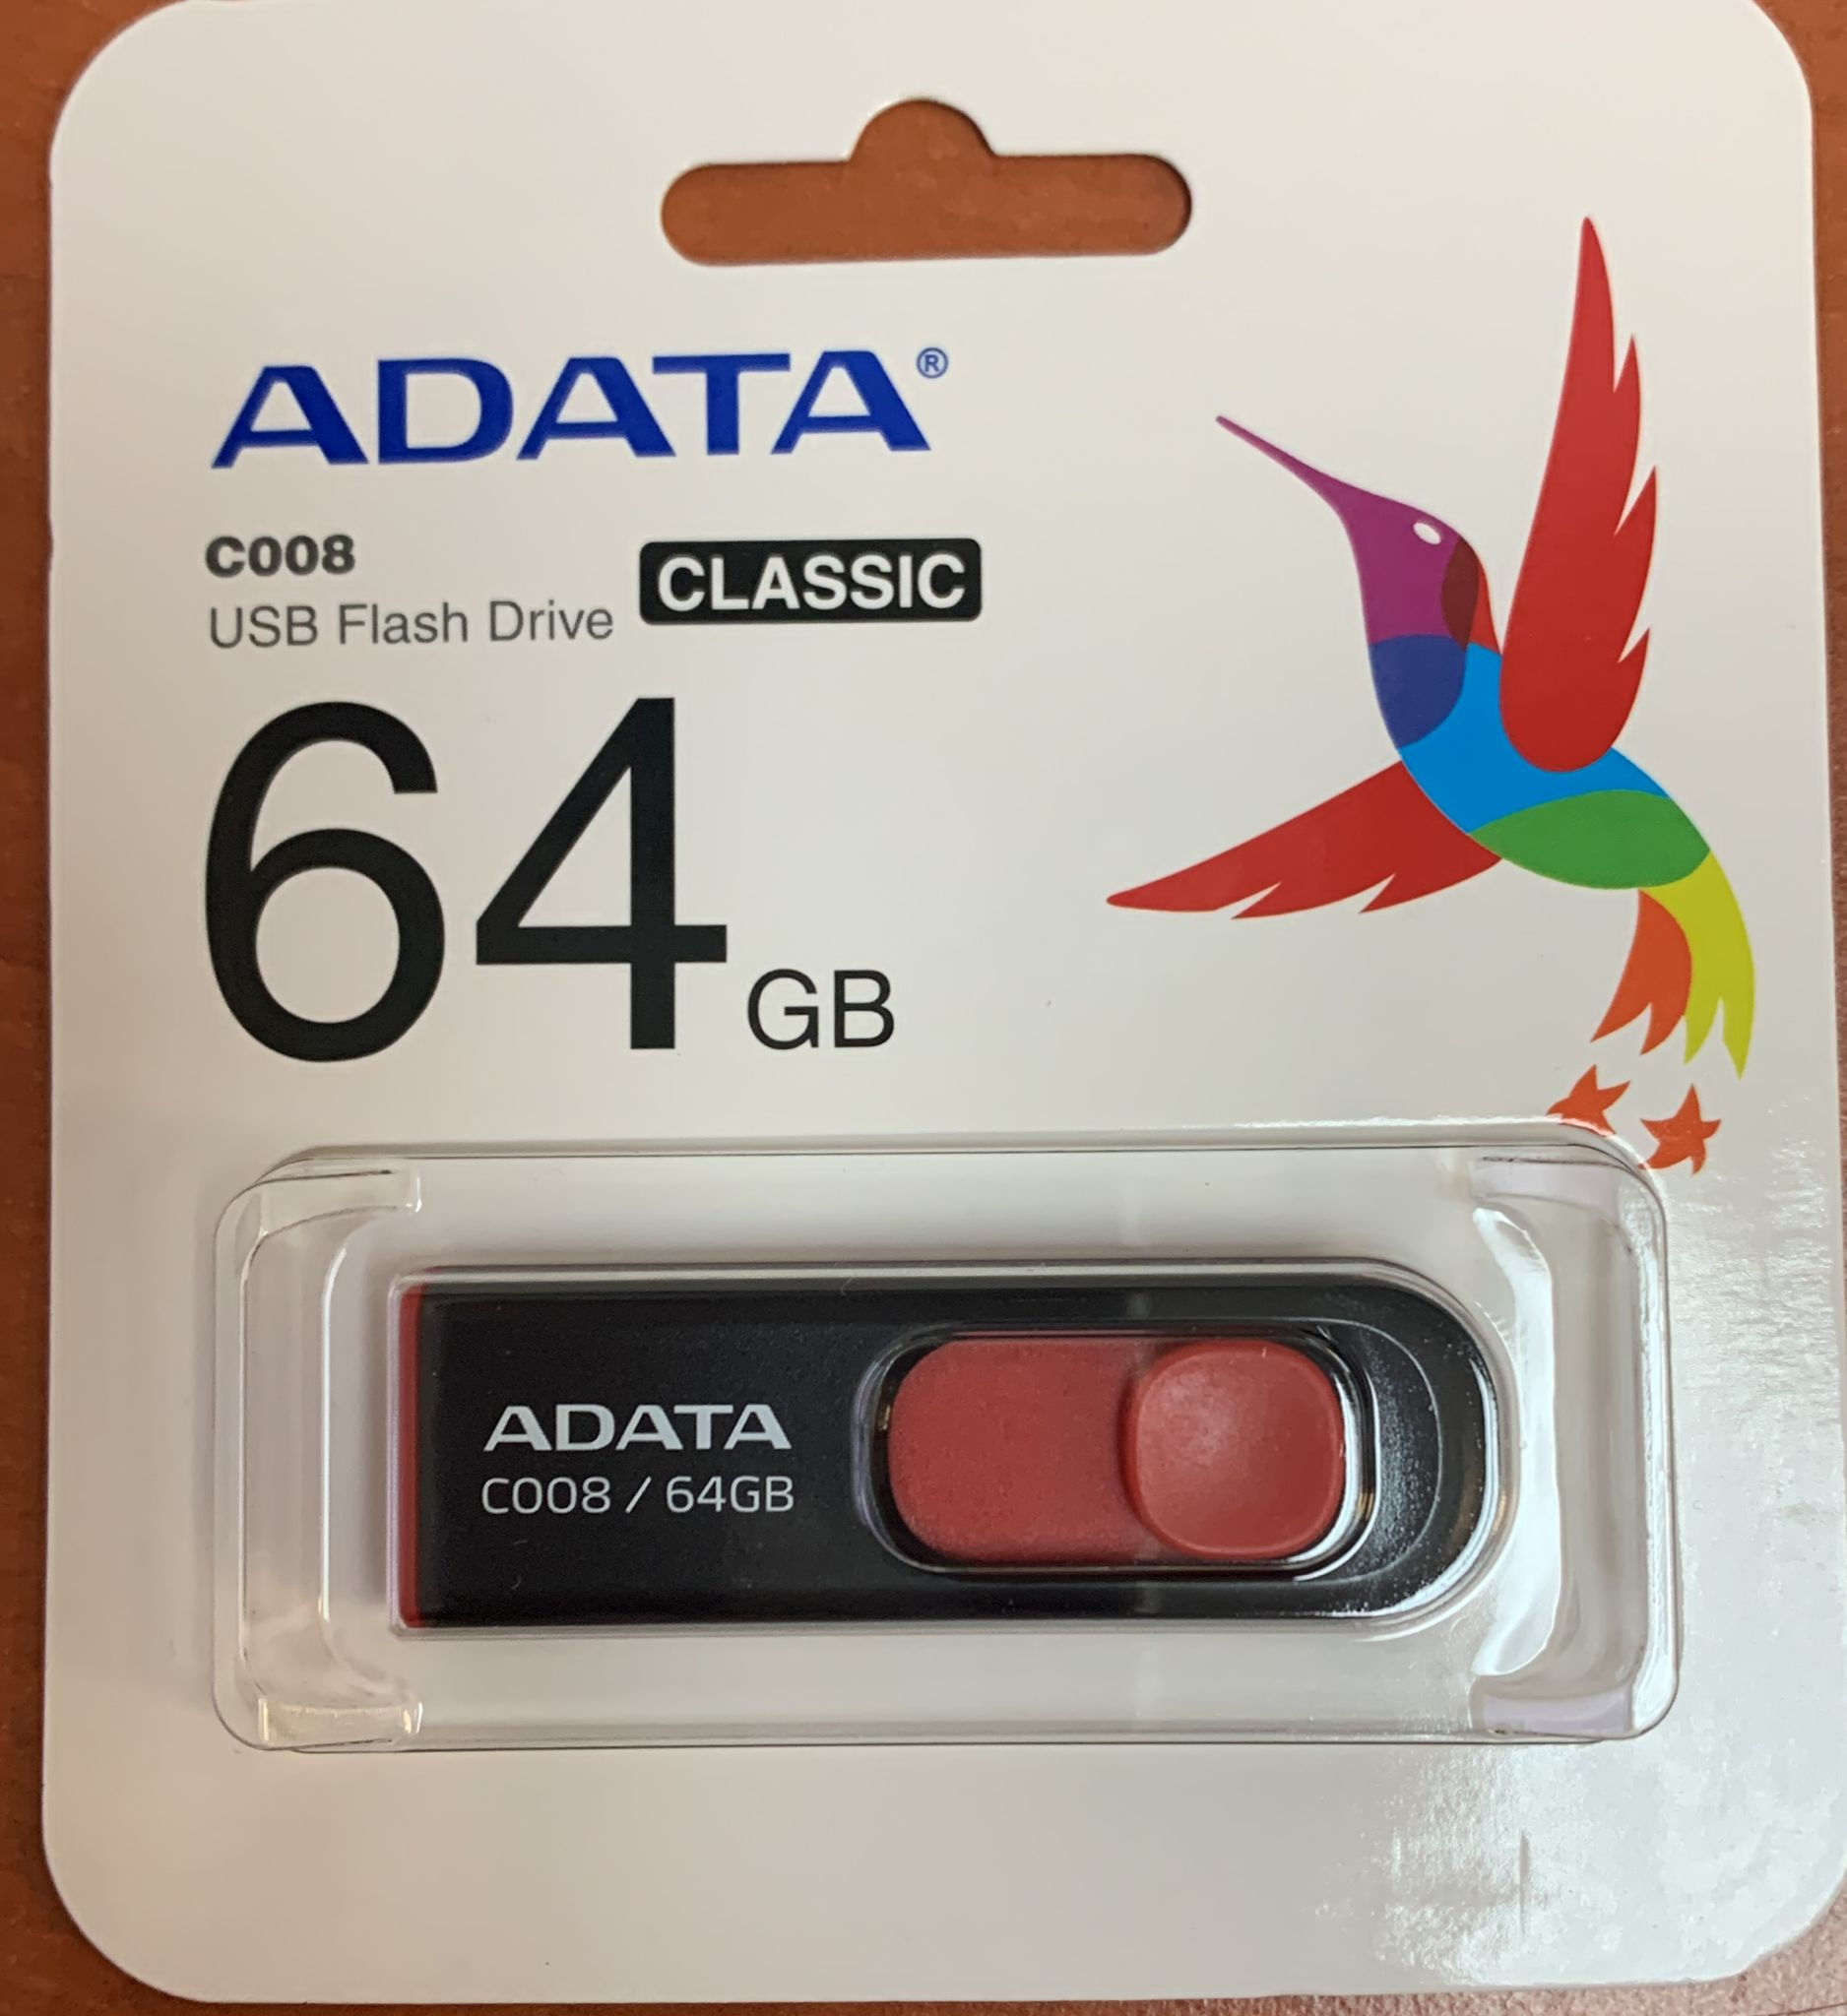 ADATA®
C008
USB Flash Drive CLASSIC
64 GB
ADATA
C008 / 64GB